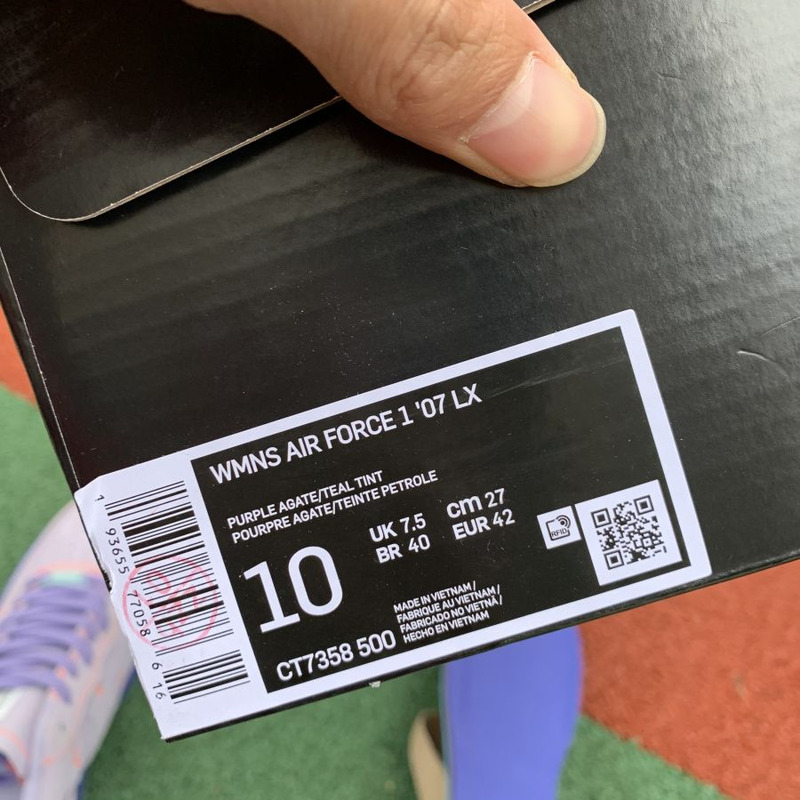 WMNS AIR FORCE 1 '07 LX
PURPLE AGATE/TEAL TINT
POURPRE AGATE/TEINTE PETROLE
10
UK 7.5
BR 40
cm 27
EUR 42
RFID
CT7358 500
MADE IN VIETNAM /
FABRIQUE AU VIETNAM /
FABRICADO NO VIETNÃ /
HECHO EN VIETNAM
1 93655 77058 6 16